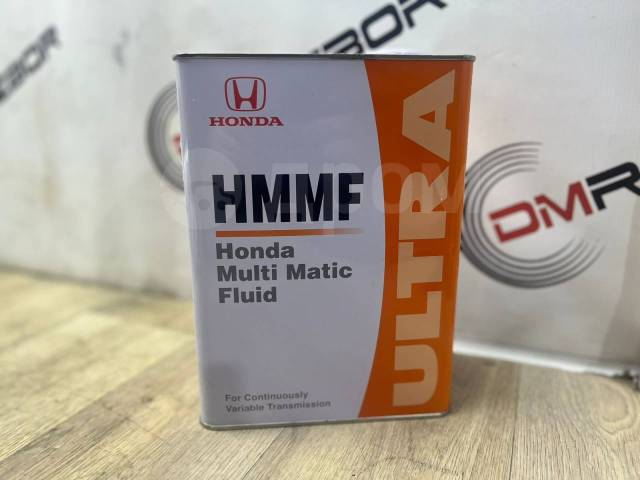 HONDA
HMMF
Honda
Multi Matic
Fluid
For Continuously
Variable Transmission
ULTRA
DMR